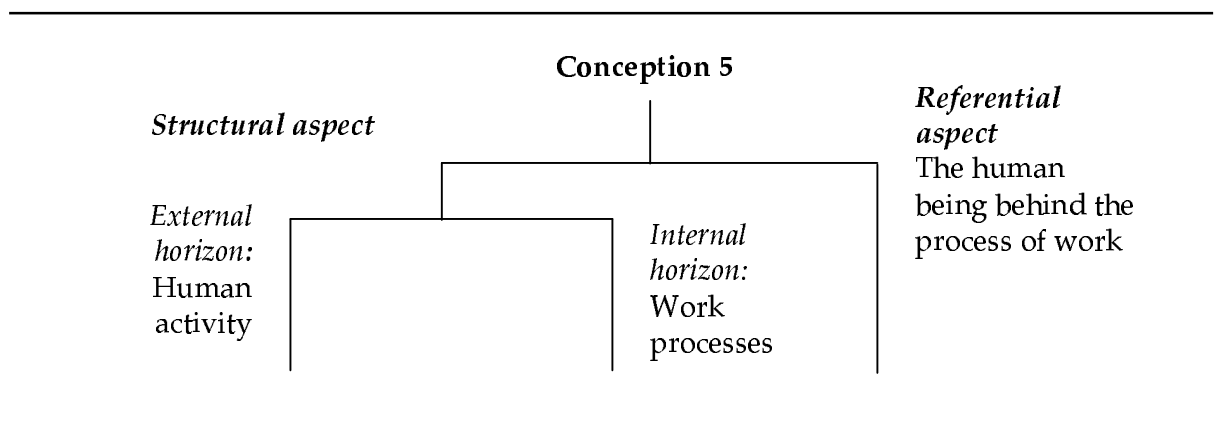 Conception 5
Structural aspect
Referential
aspect
The human
being behind the
process of work
External
horizon:
Human
activity
Internal
horizon:
Work
processes